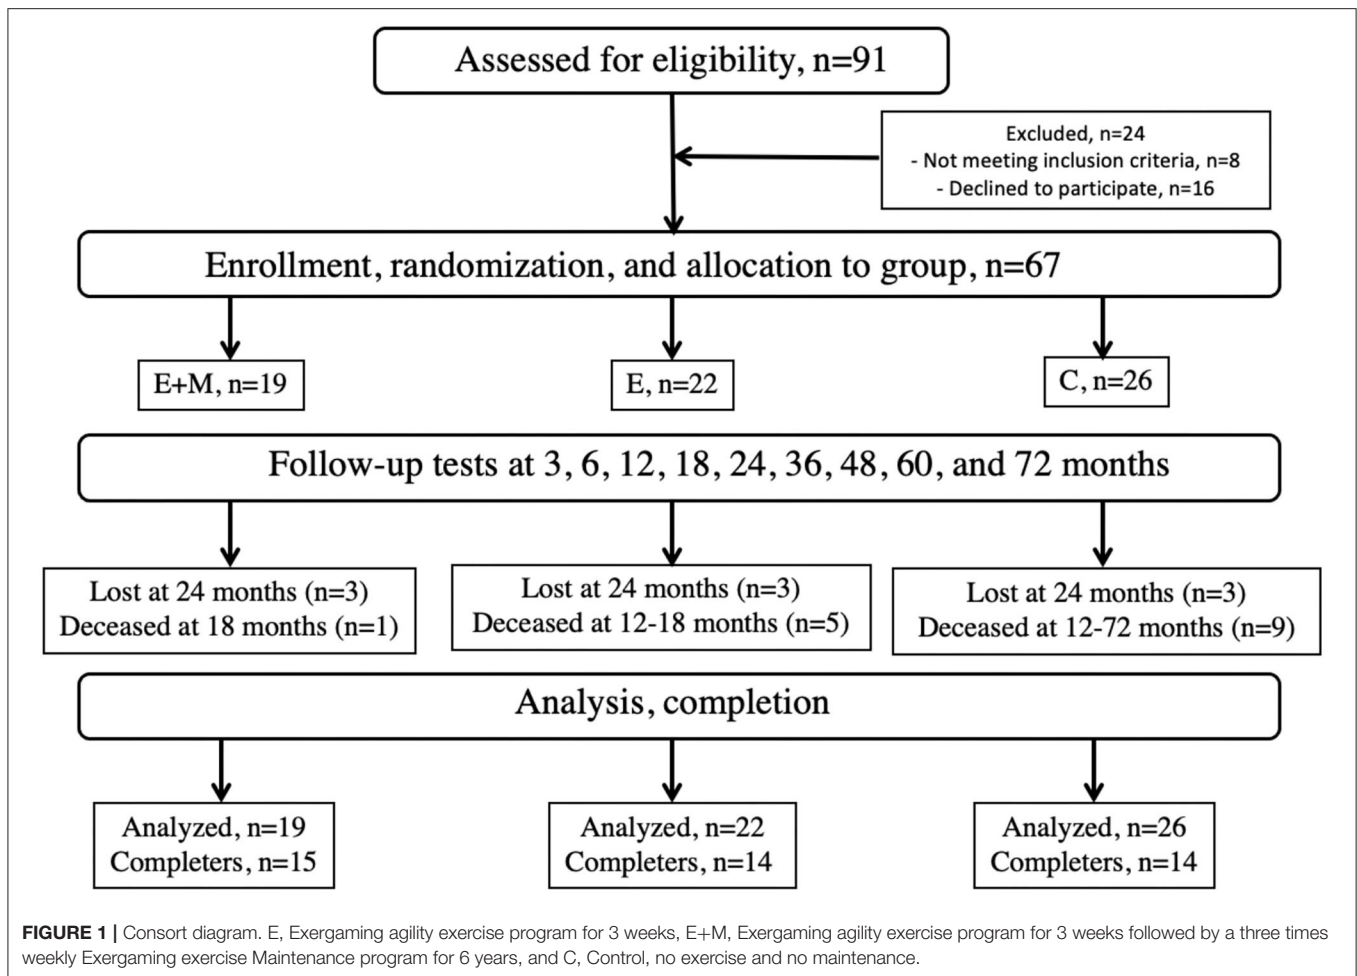 Assessed for eligibility, n=91
Excluded, n=24
- Not meeting inclusion criteria, n=8
- Declined to participate, n=16
Enrollment, randomization, and allocation to group, n=67
E+M, n=19
E, n=22
C, n=26
Follow-up tests at 3, 6, 12, 18, 24, 36, 48, 60, and 72 months
Lost at 24 months (n=3)
Deceased at 18 months (n=1)
Lost at 24 months (n=3)
Deceased at 12-18 months (n=5)
Lost at 24 months (n=3)
Deceased at 12-72 months (n=9)
Analysis, completion
Analyzed, n=19
Completers, n=15
Analyzed, n=22
Completers, n=14
Analyzed, n=26
Completers, n=14
FIGURE 1 | Consort diagram. E, Exergaming agility exercise program for 3 weeks, E+M, Exergaming agility exercise program for 3 weeks followed by a three times
weekly Exergaming exercise Maintenance program for 6 years, and C, Control, no exercise and no maintenance.